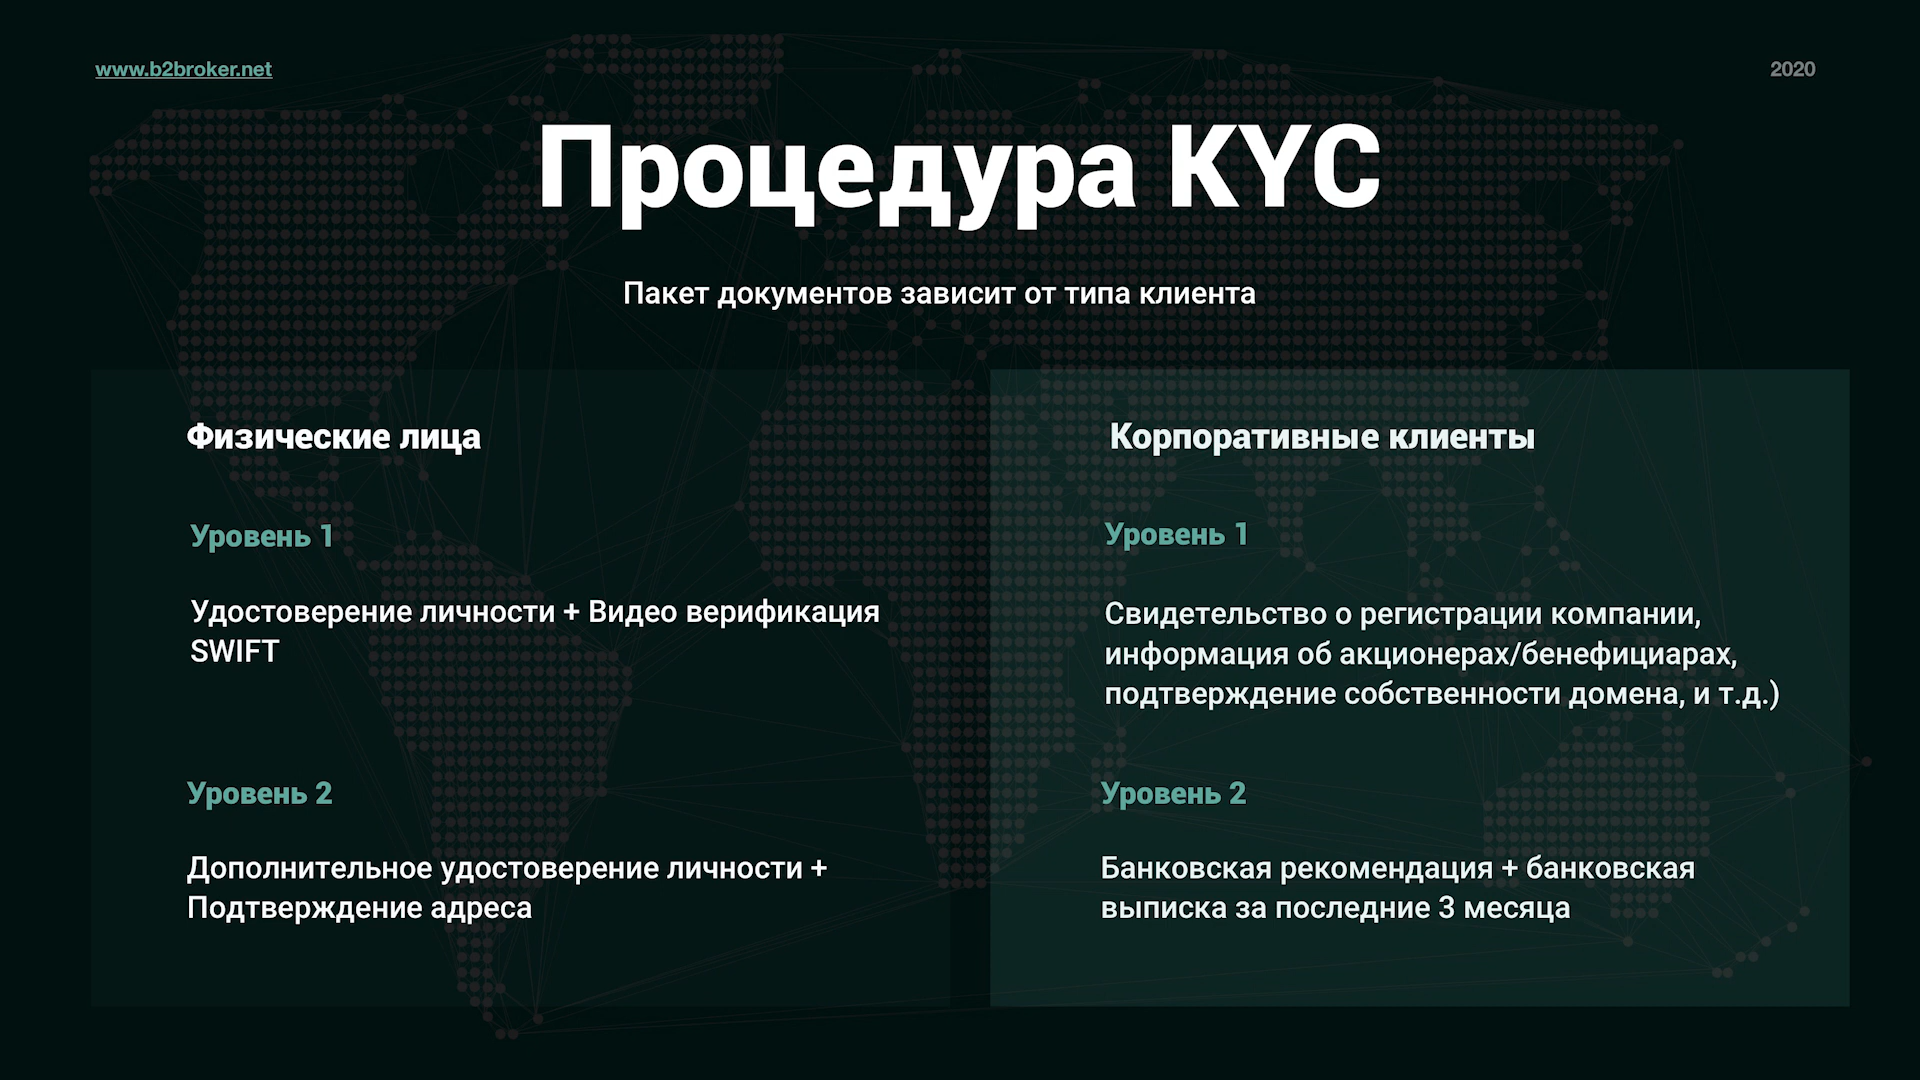 www.b2broker.net
2020
Процедура KYC
Пакет документов зависит от типа клиента
Физические лица
Уровень 1
Удостоверение личности + Видео верификация
SWIFT
Уровень 2
Дополнительное удостоверение личности +
Подтверждение адреса
Корпоративные клиенты
Уровень 1
Свидетельство о регистрации компании,
информация об акционерах/бенефициарах,
подтверждение собственности домена, и т.д.)
Уровень 2
Банковская рекомендация + банковская
выписка за последние 3 месяца